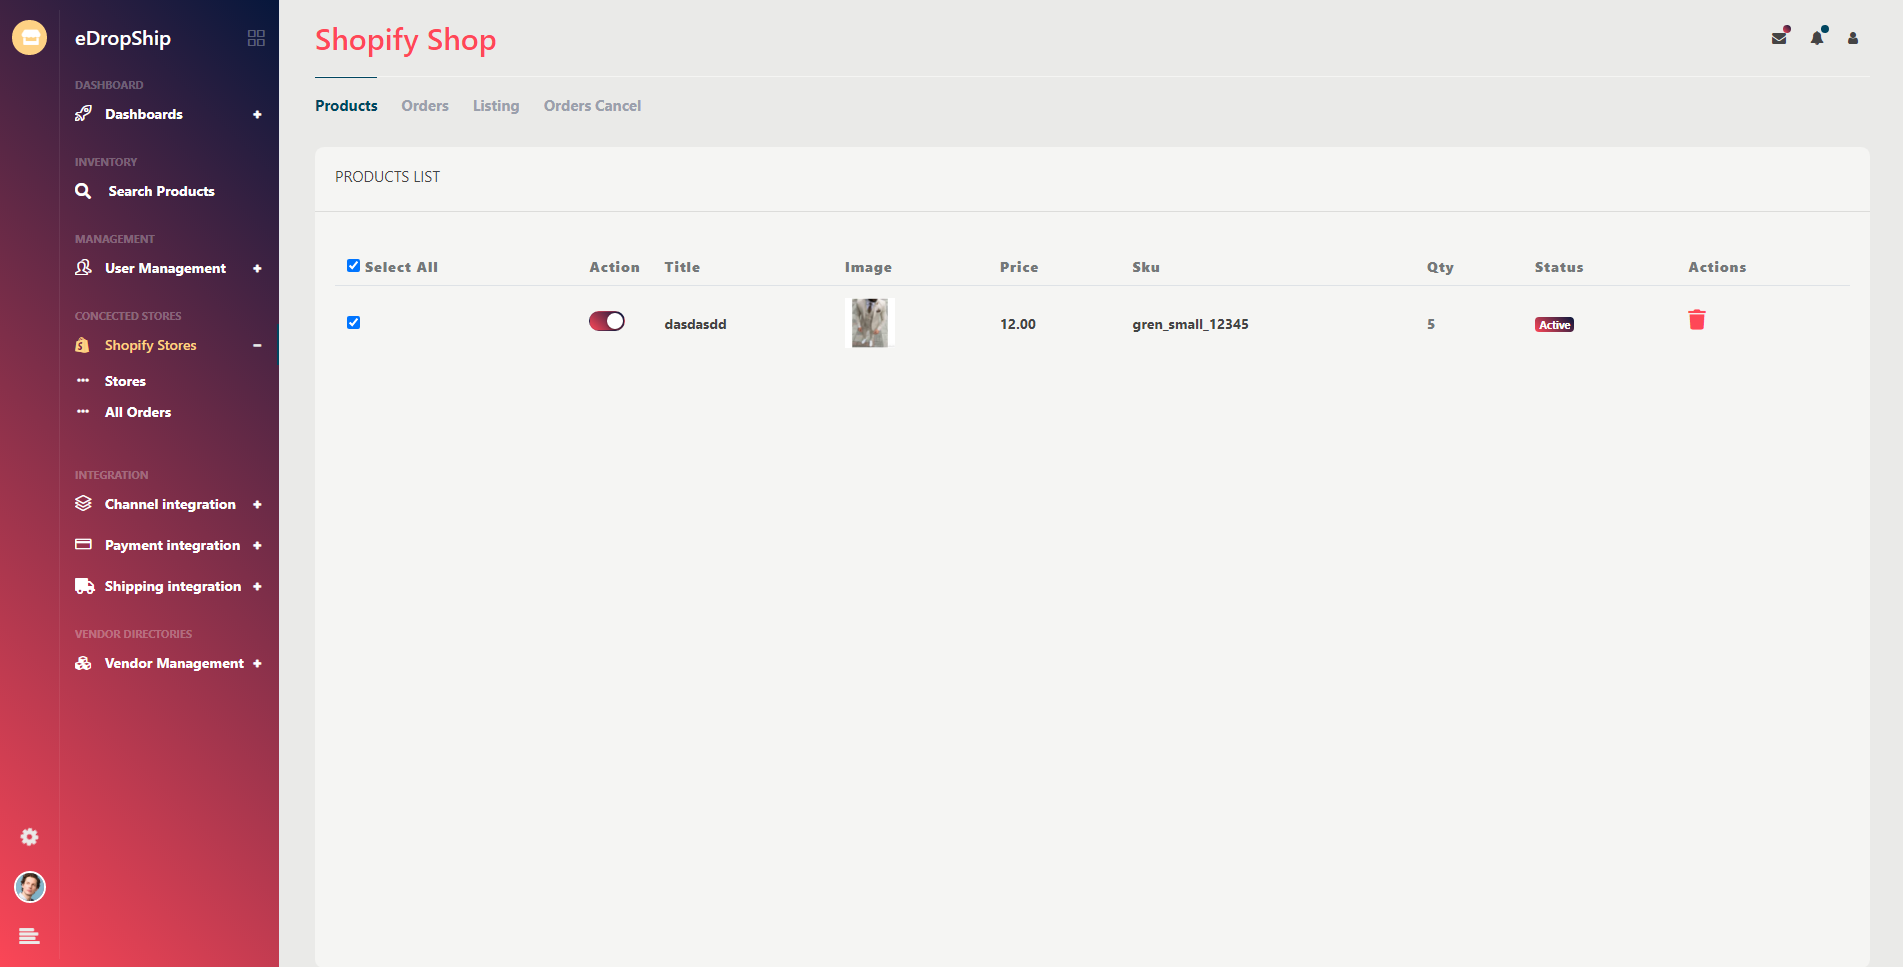 eDropShip
DASHBOARD
Dashboards
INVENTORY
Search Products
MANAGEMENT
User Management
CONCECTED STORES
Shopify Stores
Stores
All Orders
INTEGRATION
Channel integration
Payment integration
Shipping integration
VENDOR DIRECTORIES
Vendor Management
Shopify Shop
Products Orders Listing Orders Cancel
PRODUCTS LIST
Select All Action Title Image Price Sku Qty Status Actions
dasdasdd 12.00 gren_small_12345 5 Active